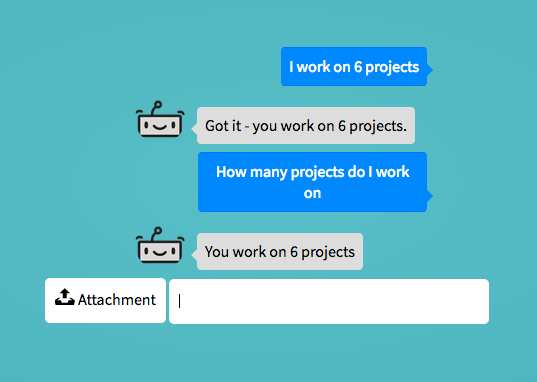 I work on 6 projects
Got it - you work on 6 projects.
How many projects do I work
on
You work on 6 projects
Attachment